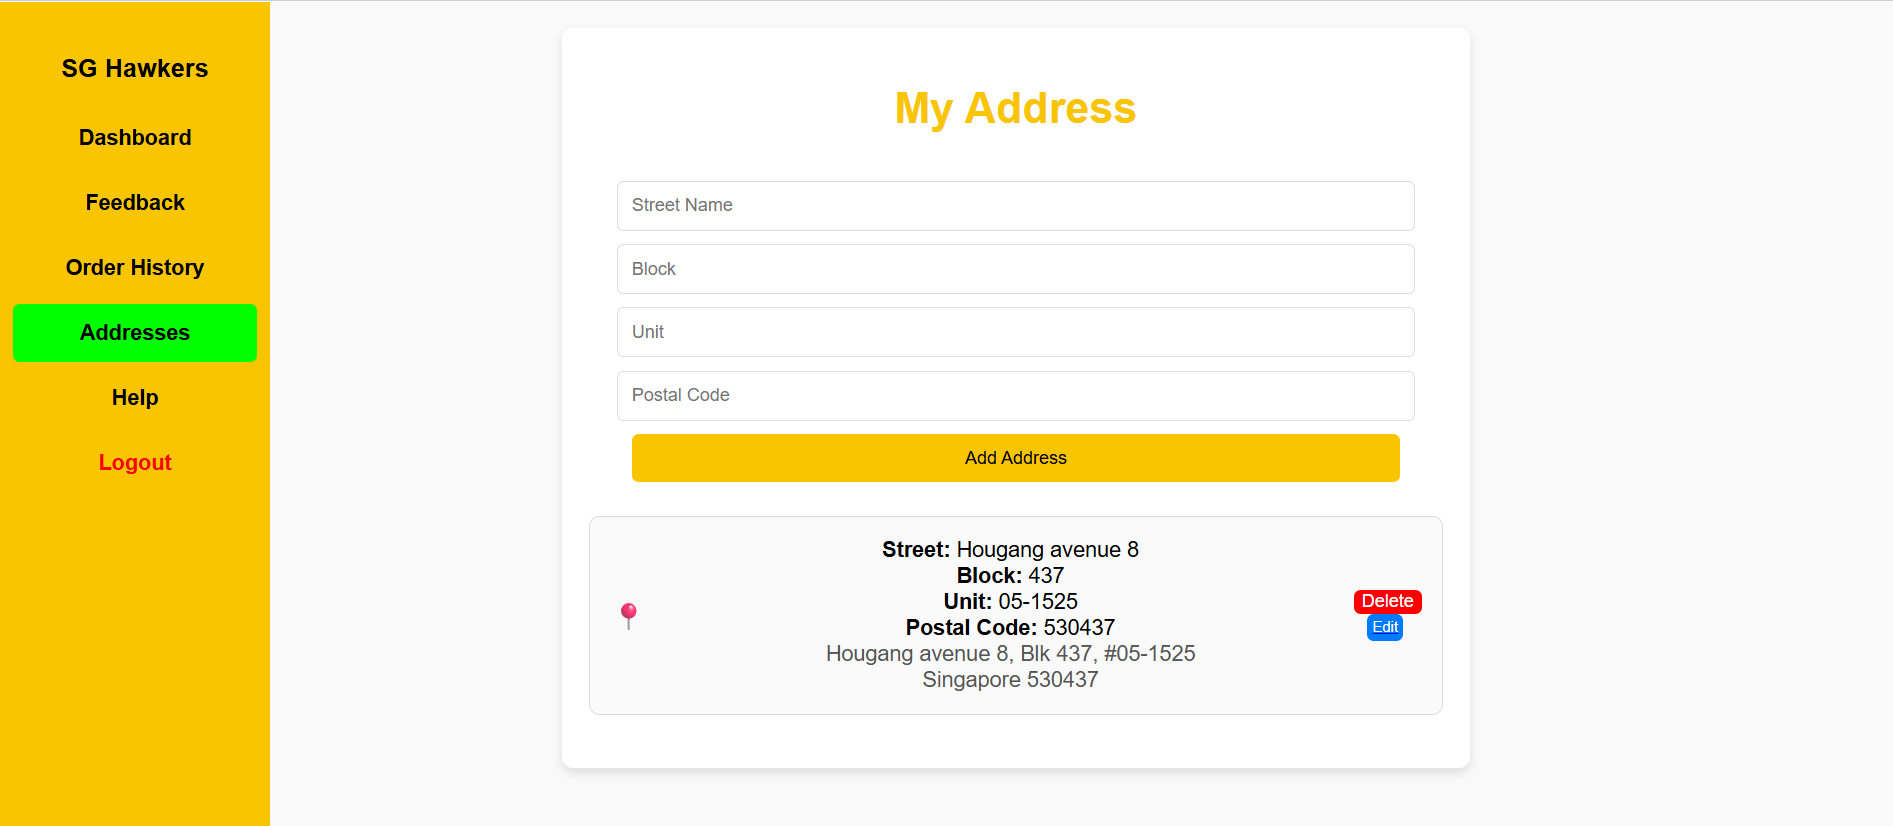 SG Hawkers
Dashboard
Feedback
Order History
Addresses
Help
Logout
My Address
Street Name
Block
Unit
Postal Code
Add Address
Street: Hougang avenue 8
Block: 437
Unit: 05-1525
Postal Code: 530437
Hougang avenue 8, Blk 437, #05-1525
Singapore 530437
Delete
Edit